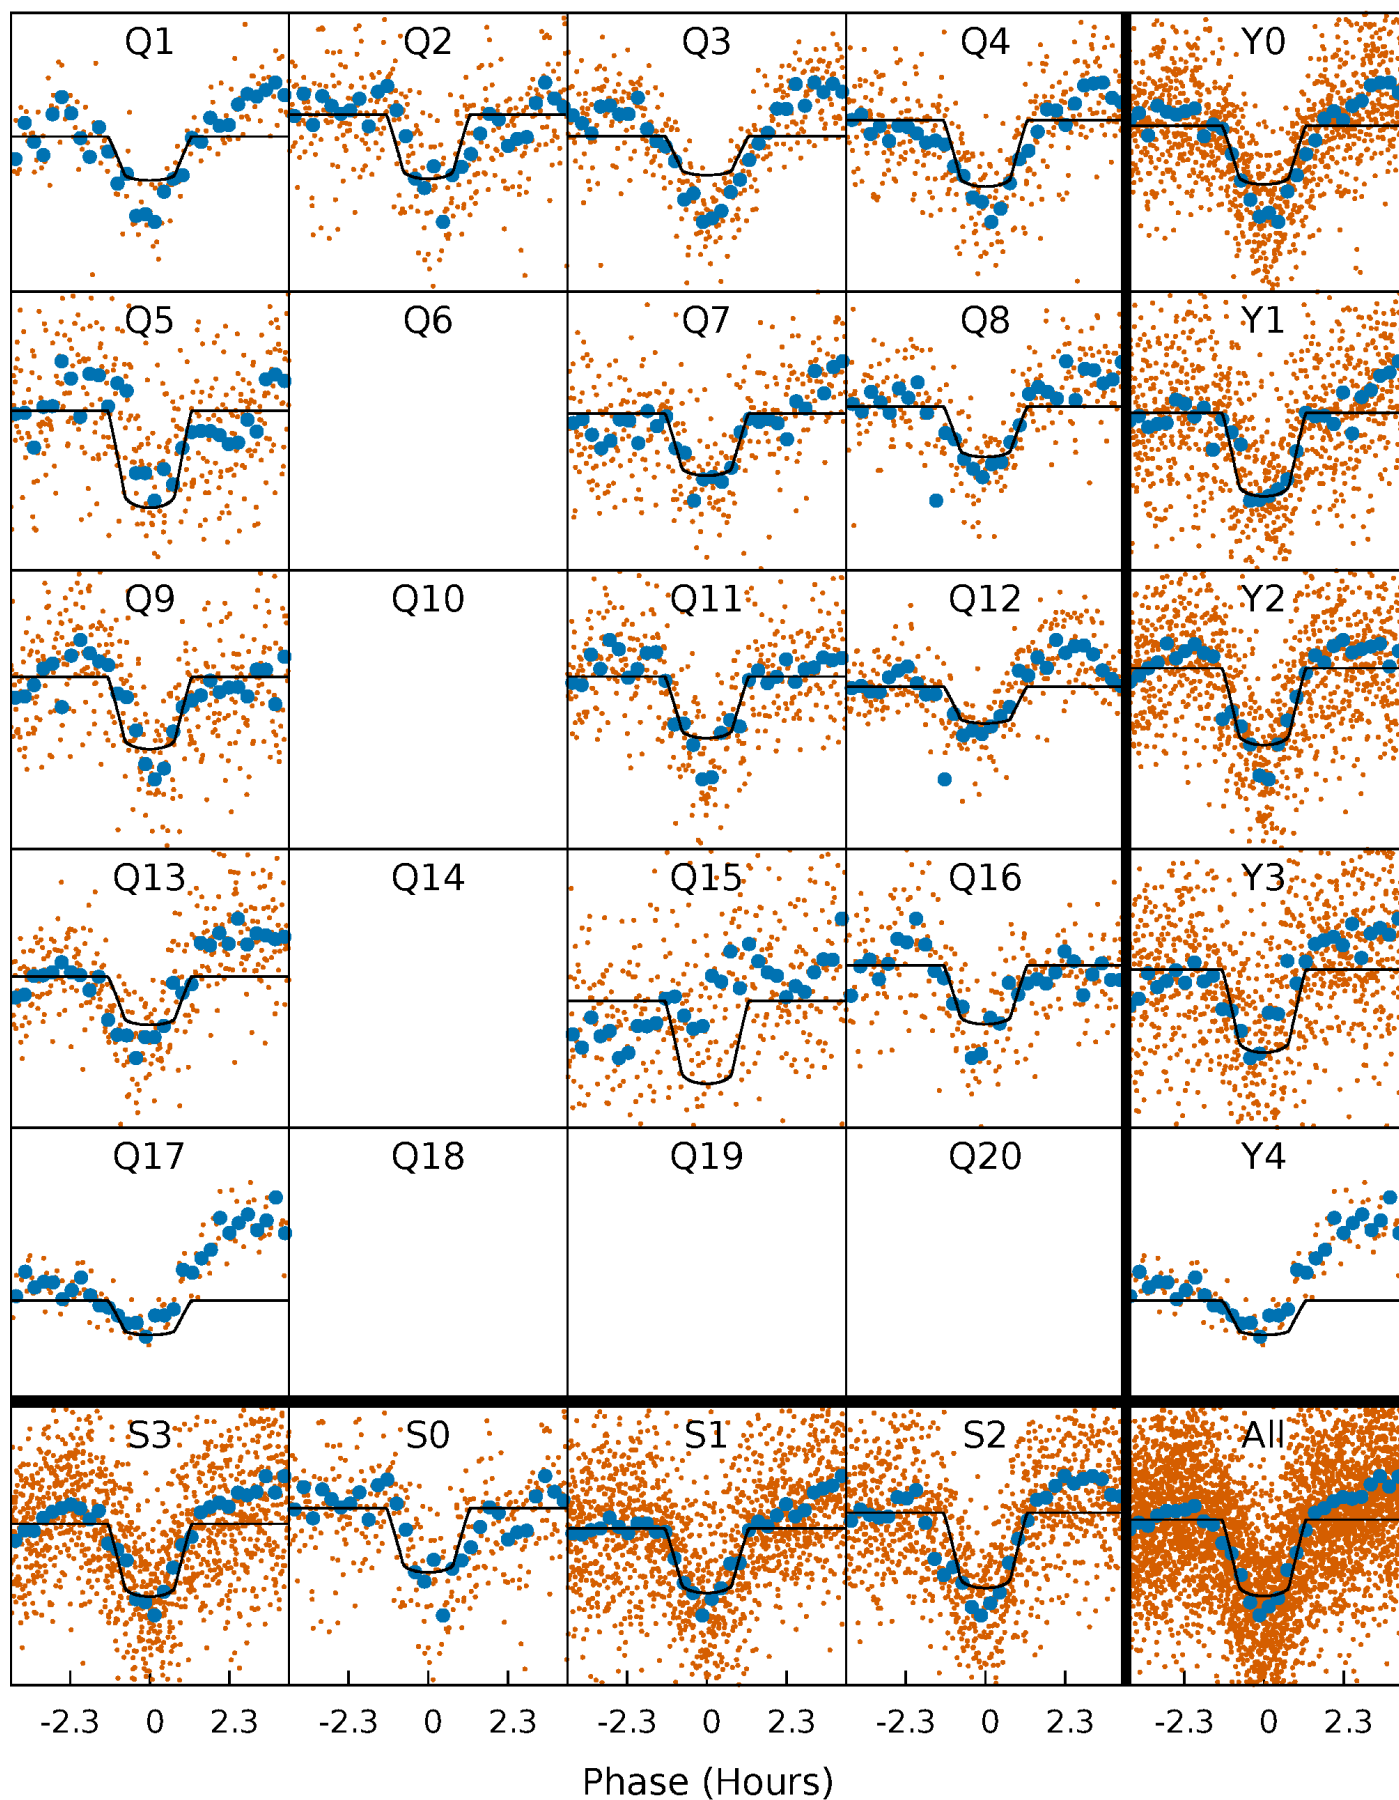 Q1 Q2 Q3 Q4 Y0
Q5 Q6 Q7 Q8 Y1
Q9 Q10 Q11 Q12 Y2
Q13 Q14 Q15 Q16 Y3
Q17 Q18 Q19 Q20 Y4
S3 S0 S1 S2 All
-2.3 0 2.3 -2.3 0 2.3 -2.3 0 2.3 -2.3 0 2.3 -2.3 0 2.3
Phase (Hours)